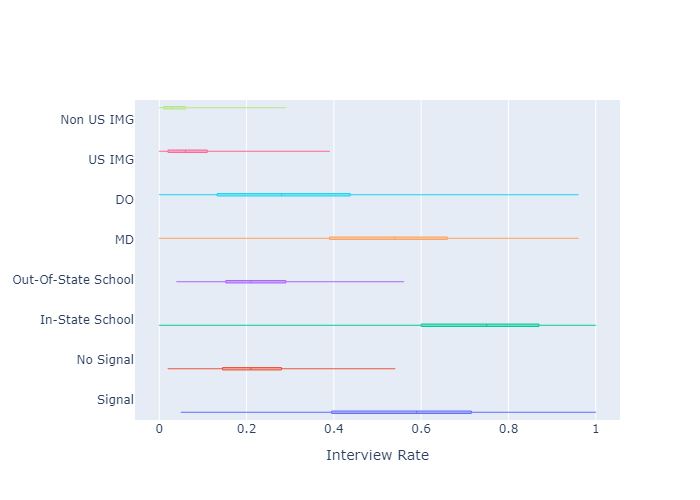 Non US IMG
US IMG
DO
MD
Out-Of-State School
In-State School
No Signal
Signal
0 0.2 0.4 0.6 0.8 1
Interview Rate